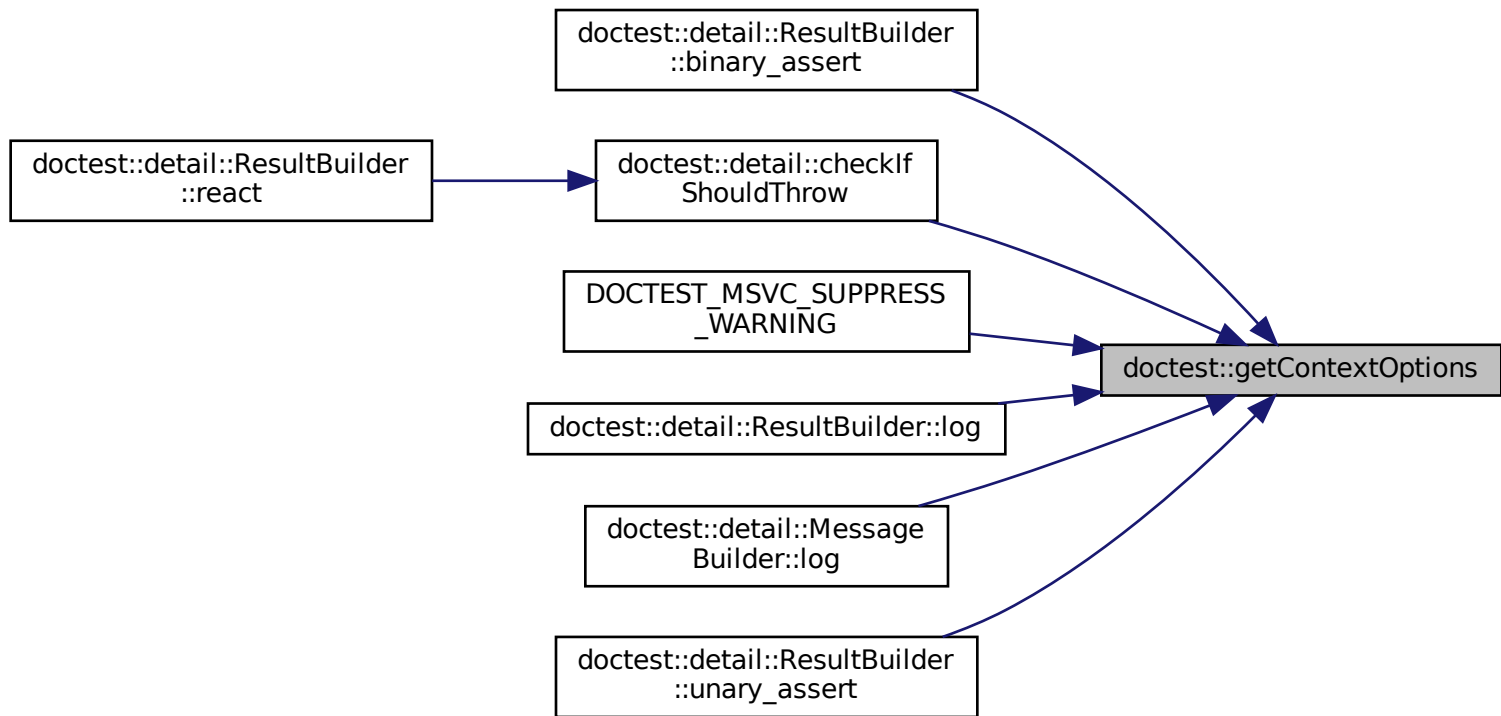 doctest::detail::ResultBuilder
::binary_assert
doctest::detail::ResultBuilder
::react
doctest::detail::checkIf
ShouldThrow
DOCTEST_MSVC_SUPPRESS
_WARNING
doctest::getContextOptions
doctest::detail::ResultBuilder::log
doctest::detail::Message
Builder::log
doctest::detail::ResultBuilder
::unary_assert